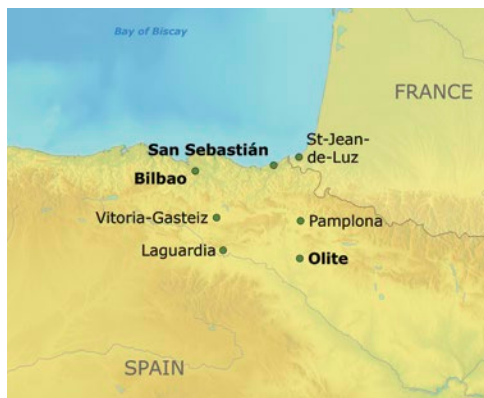 Bay of Biscay
FRANCE
St-Jean-
de-Luz
San Sebastián
Bilbao
Vitoria-Gasteiz
Pamplona
Laguardia
Olite
SPAIN